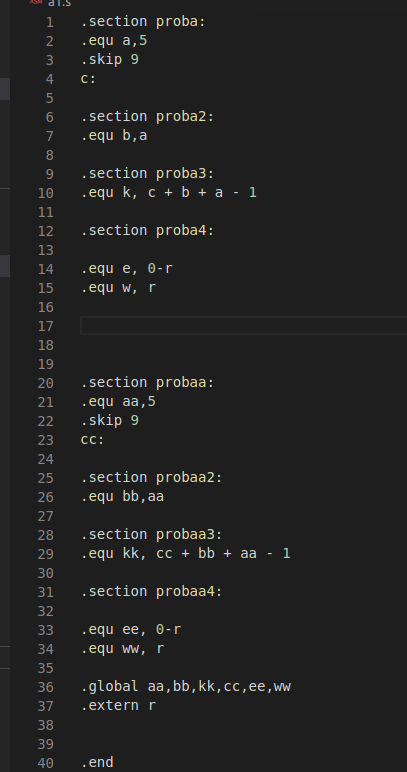 a1.s
1 .section proba:
2 .equ a,5
3 .skip 9
4 c:
5
6 .section proba2:
7 .equ b,a
8
9 .section proba3:
10 .equ k, c + b + a - 1
11
12 .section proba4:
13
14 .equ e, 0-r
15 .equ w, r
16
17
18
19
20 .section probaa:
21 .equ aa,5
22 .skip 9
23 cc:
24
25 .section probaa2:
26 .equ bb,aa
27
28 .section probaa3:
29 .equ kk, cc + bb + aa - 1
30
31 .section probaa4:
32
33 .equ ee, 0-r
34 .equ ww, r
35
36 .global aa,bb,kk,cc,ee,ww
37 .extern r
38
39
40 .end